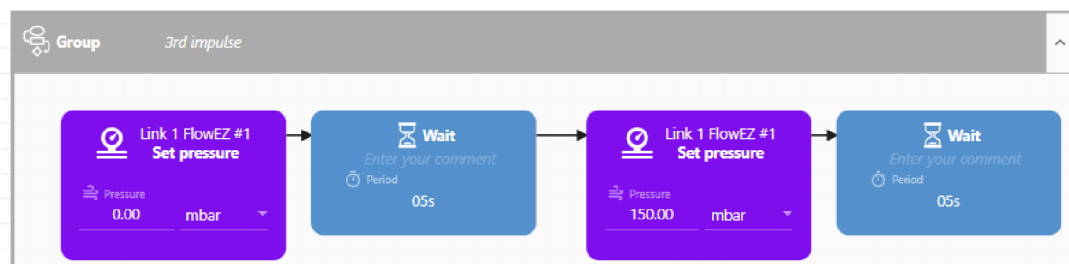 Group 3rd impulse
Link 1 FlowEZ #1
Set pressure
Pressure
0.00 mbar
Wait
Enter your comment
Period
05s
Link 1 FlowEZ #1
Set pressure
Pressure
150.00 mbar
Wait
Enter your comment
Period
05s